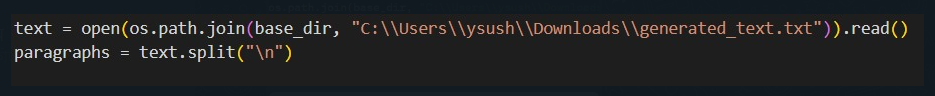 text = open(os.path.join(base_dir, "C:\\Users\\ysush\\Downloads\\generated_text.txt")).read()
paragraphs = text.split("\n")